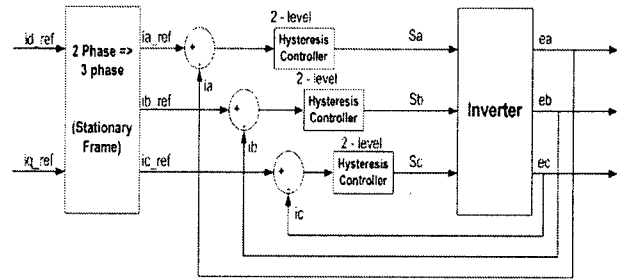 id_ref
iq_ref
2 Phase =>
3 phase
(Stationary
Frame)
ia_ref
ib_ref
ic_ref
+
-
ia
+
-
ib
+
-
ic
2 - level
Hysteresis
Controller
2 - level
Hysteresis
Controller
2 - level
Hysteresis
Controller
Sa
Sb
Sc
Inverter
ea
eb
ec